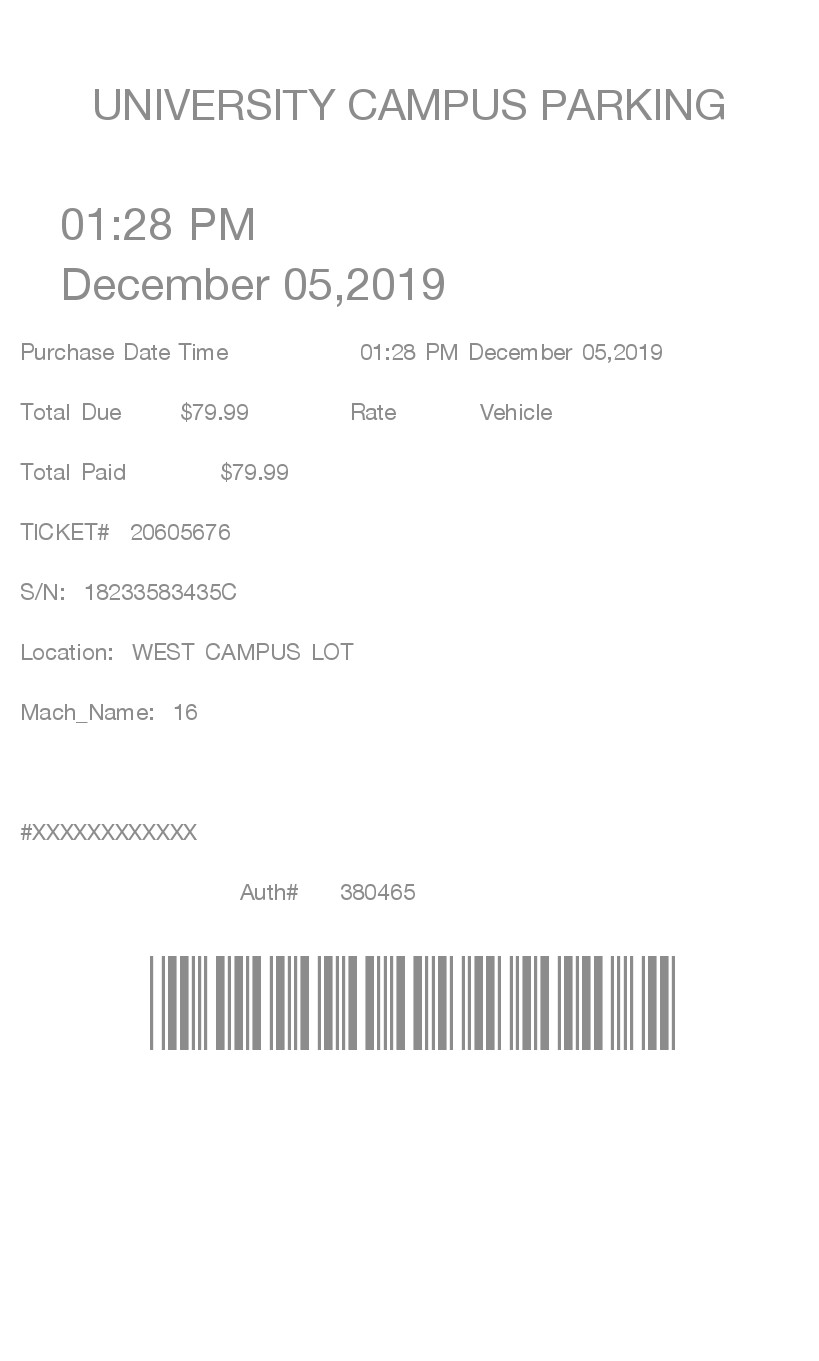 UNIVERSITY CAMPUS PARKING
01:28 PM
December 05,2019
Purchase Date Time 01:28 PM December 05,2019
Total Due $79.99 Rate Vehicle
Total Paid $79.99
TICKET# 20605676
S/N: 18233583435C
Location: WEST CAMPUS LOT
Mach_Name: 16
#XXXXXXXXXXXX
Auth# 380465